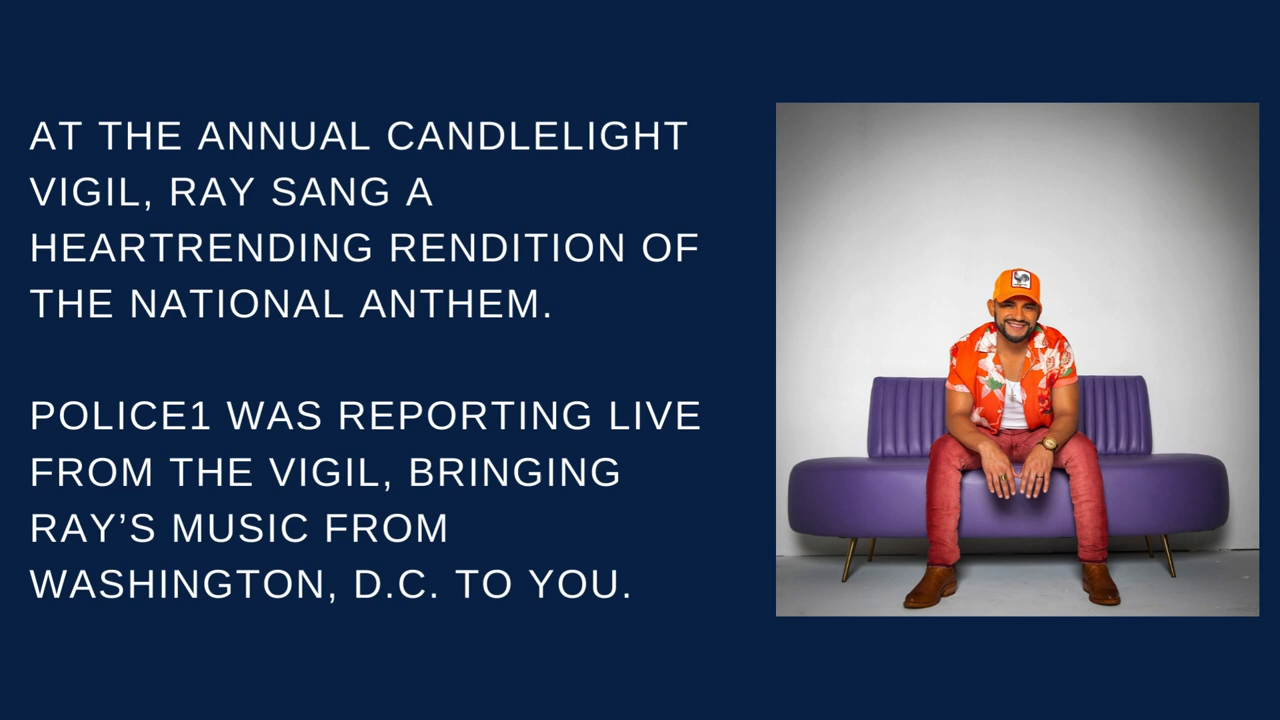 AT THE ANNUAL CANDLELIGHT
VIGIL, RAY SANG A
HEARTRENDING RENDITION OF
THE NATIONAL ANTHEM.
POLICE1 WAS REPORTING LIVE
FROM THE VIGIL, BRINGING
RAY’S MUSIC FROM
WASHINGTON, D.C. TO YOU.